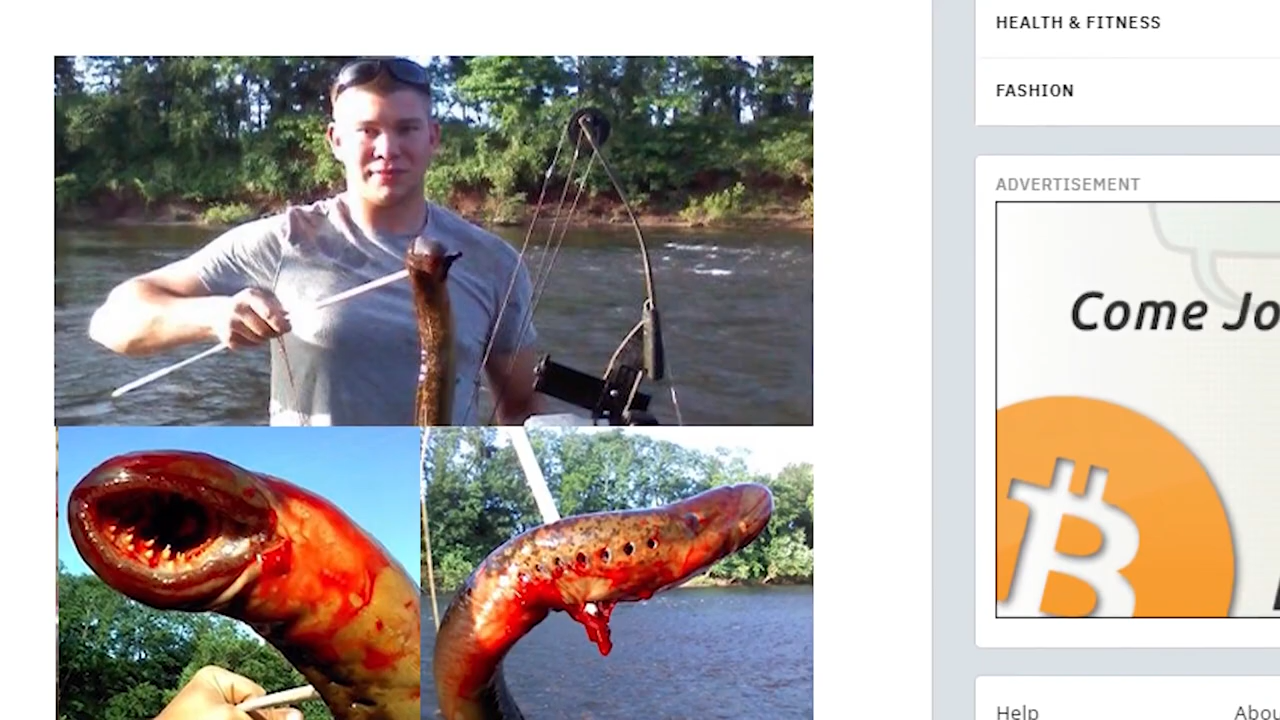 HEALTH & FITNESS
FASHION
ADVERTISEMENT
Come Jo
Help
Abou